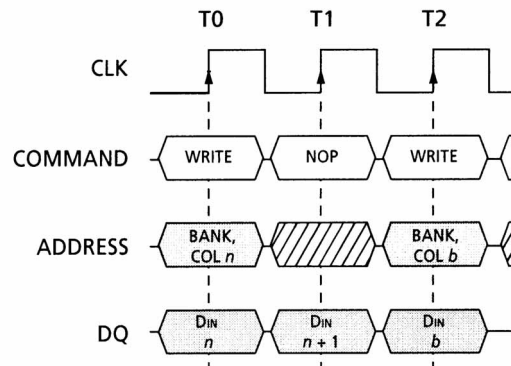 T0 T1 T2
CLK
COMMAND WRITE NOP WRITE
ADDRESS BANK, COL n BANK, COL b
DQ DIN n DIN n + 1 DIN b